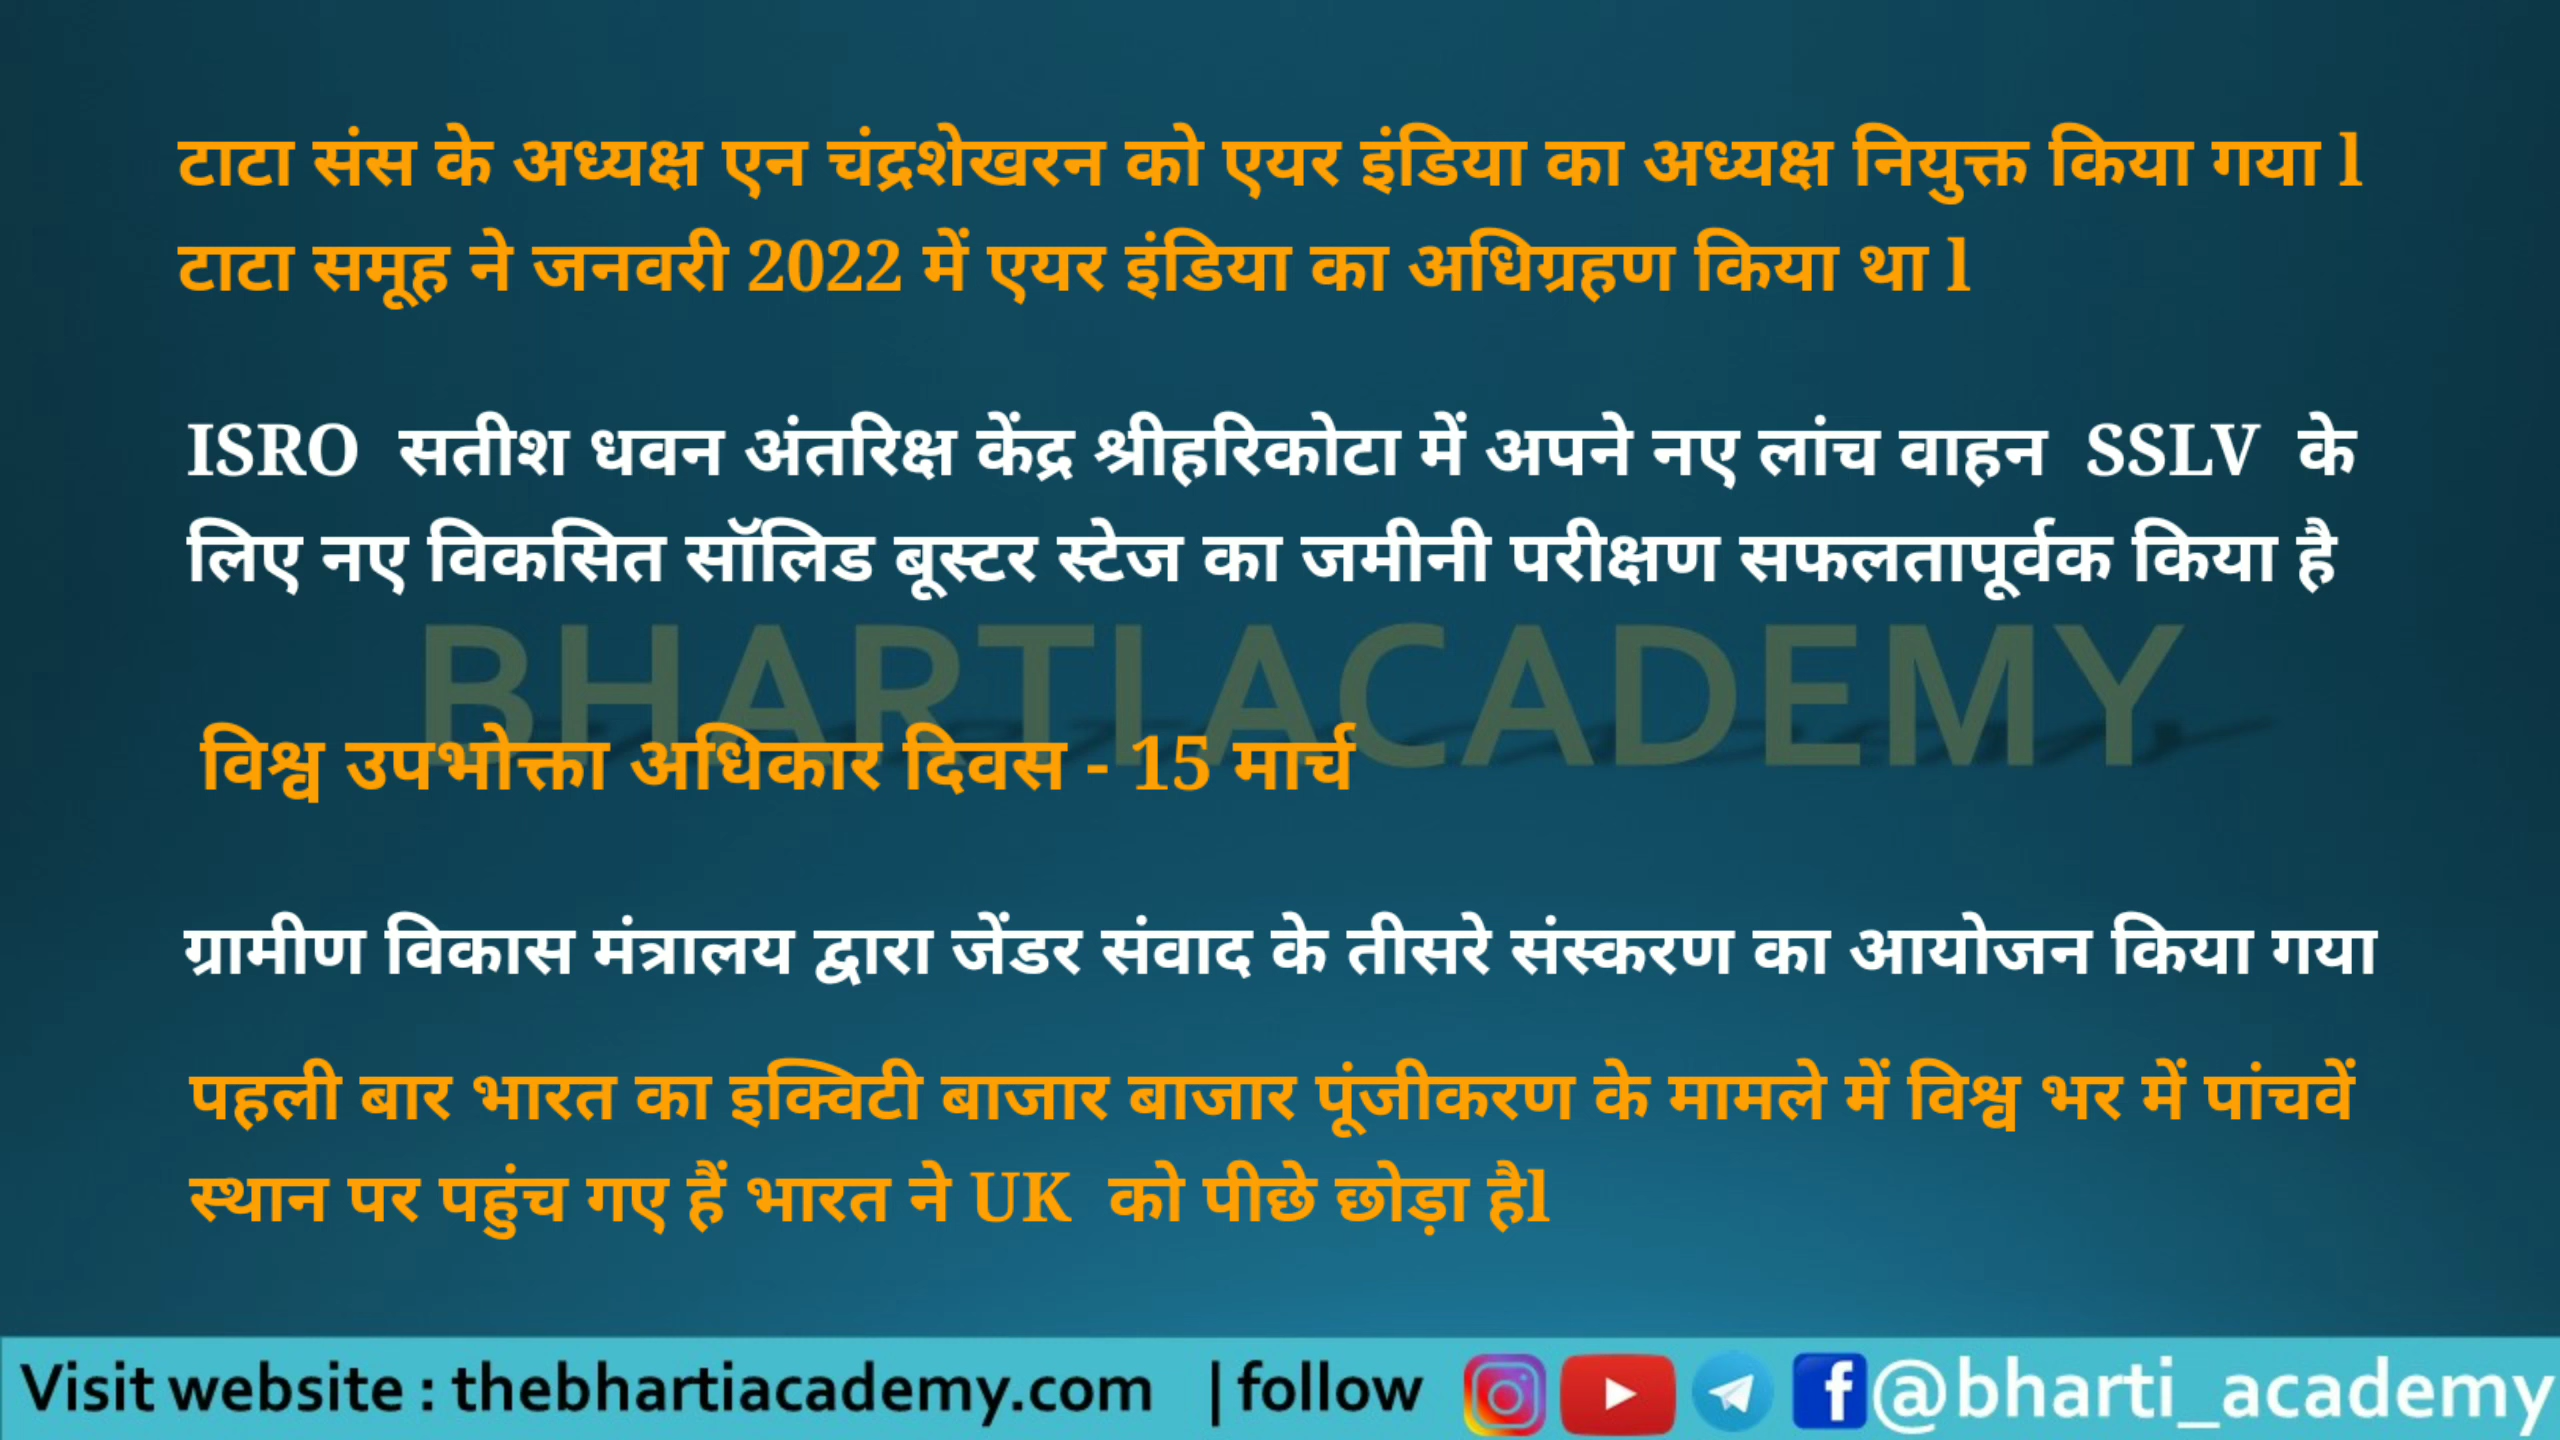 टाटा संस के अध्यक्ष एन चंद्रशेखरन को एयर इंडिया का अध्यक्ष नियुक्त किया गया l
टाटा समूह ने जनवरी 2022 में एयर इंडिया का अधिग्रहण किया था l
ISRO सतीश धवन अंतरिक्ष केंद्र श्रीहरिकोटा में अपने नए लांच वाहन SSLV के
लिए नए विकसित सॉलिड बूस्टर स्टेज का जमीनी परीक्षण सफलतापूर्वक किया है
BHARTI ACADEMY
विश्व उपभोक्ता अधिकार दिवस - 15 मार्च
ग्रामीण विकास मंत्रालय द्वारा जेंडर संवाद के तीसरे संस्करण का आयोजन किया गया
पहली बार भारत का इक्विटी बाजार बाजार पूंजीकरण के मामले में विश्व भर में पांचवें
स्थान पर पहुंच गए हैं भारत ने UK को पीछे छोड़ा हैl
Visit website : thebhartiacademy.com | follow @bharti_academy